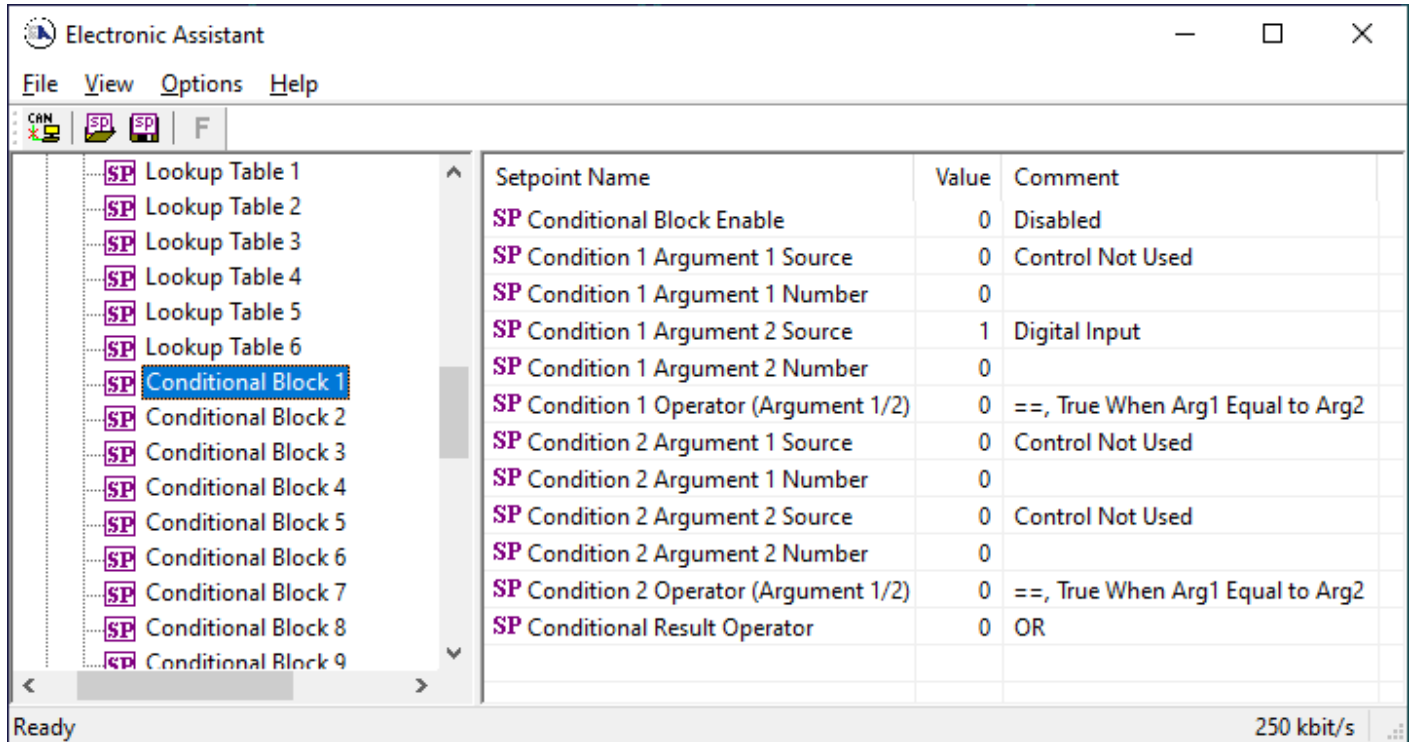 Electronic Assistant
File View Options Help
CAN SP SP F
SP Lookup Table 1
SP Lookup Table 2
SP Lookup Table 3
SP Lookup Table 4
SP Lookup Table 5
SP Lookup Table 6
SP Conditional Block 1
SP Conditional Block 2
SP Conditional Block 3
SP Conditional Block 4
SP Conditional Block 5
SP Conditional Block 6
SP Conditional Block 7
SP Conditional Block 8
SP Conditional Block 9
Setpoint Name Value Comment
SP Conditional Block Enable 0 Disabled
SP Condition 1 Argument 1 Source 0 Control Not Used
SP Condition 1 Argument 1 Number 0
SP Condition 1 Argument 2 Source 1 Digital Input
SP Condition 1 Argument 2 Number 0
SP Condition 1 Operator (Argument 1/2) 0 ==, True When Arg1 Equal to Arg2
SP Condition 2 Argument 1 Source 0 Control Not Used
SP Condition 2 Argument 1 Number 0
SP Condition 2 Argument 2 Source 0 Control Not Used
SP Condition 2 Argument 2 Number 0
SP Condition 2 Operator (Argument 1/2) 0 ==, True When Arg1 Equal to Arg2
SP Conditional Result Operator 0 OR
Ready 250 kbit/s